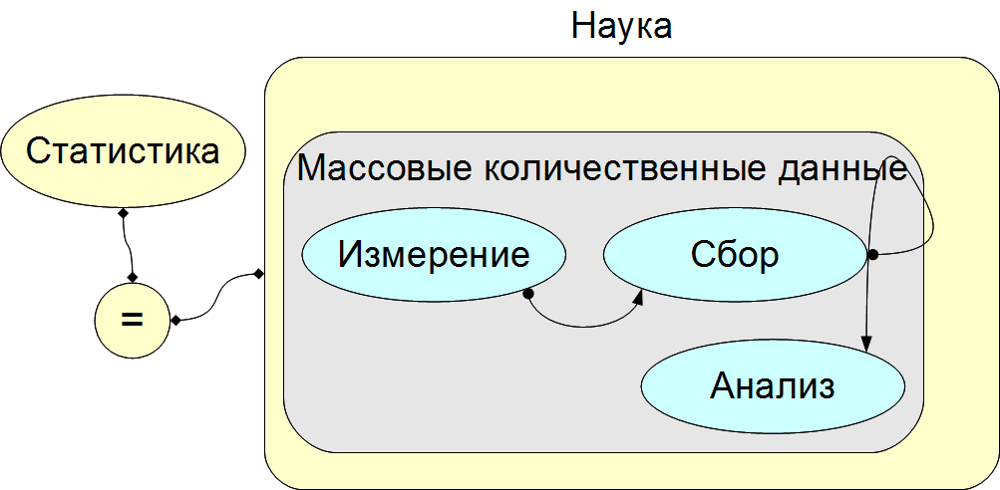 Наука
Статистика
Массовые количественные данные
Измерение
Сбор
=
Анализ